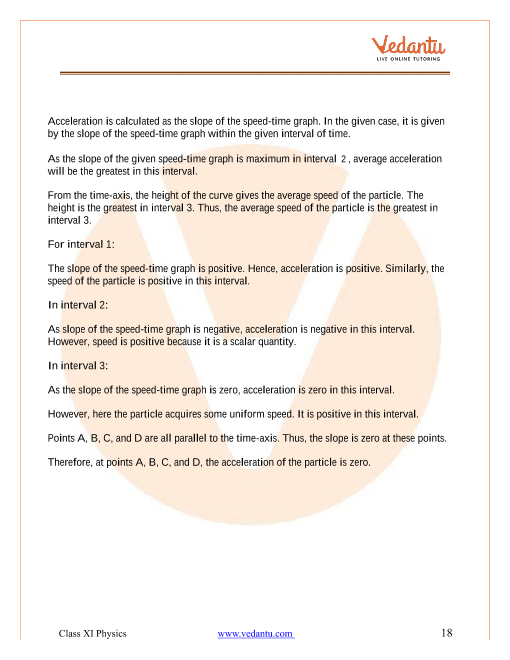 Vedantu
LIVE ONLINE TUTORING
Acceleration is calculated as the slope of the speed-time graph. In the given case, it is given
by the slope of the speed-time graph within the given interval of time.
As the slope of the given speed-time graph is maximum in interval 2 , average acceleration
will be the greatest in this interval.
From the time-axis, the height of the curve gives the average speed of the particle. The
height is the greatest in interval 3. Thus, the average speed of the particle is the greatest in
interval 3.
For interval 1:
The slope of the speed-time graph is positive. Hence, acceleration is positive. Similarly, the
speed of the particle is positive in this interval.
In interval 2:
As slope of the speed-time graph is negative, acceleration is negative in this interval.
However, speed is positive because it is a scalar quantity.
In interval 3:
As the slope of the speed-time graph is zero, acceleration is zero in this interval.
However, here the particle acquires some uniform speed. It is positive in this interval.
Points A, B, C, and D are all parallel to the time-axis. Thus, the slope is zero at these points.
Therefore, at points A, B, C, and D, the acceleration of the particle is zero.
Class XI Physics www.vedantu.com 18